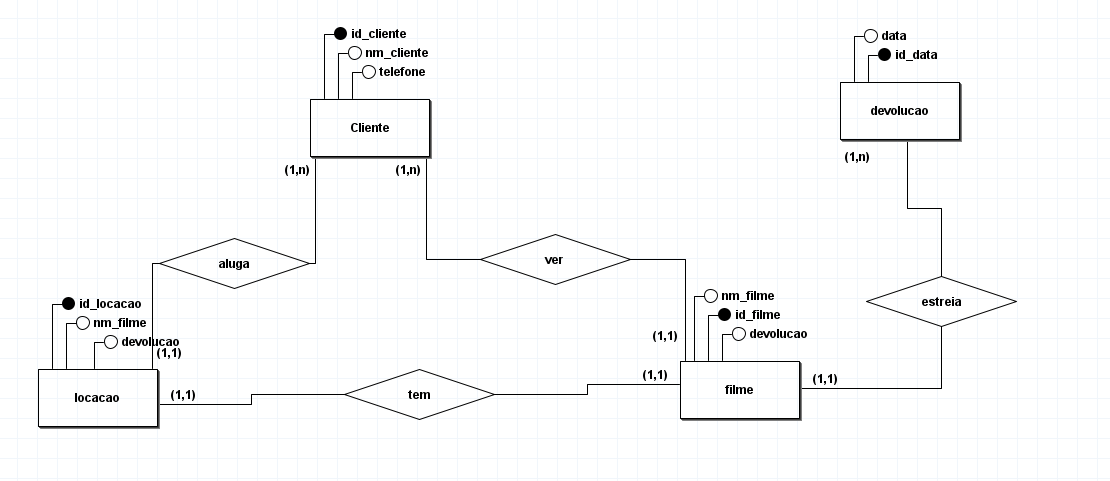 id_cliente
nm_cliente
telefone
Cliente
(1,n)
(1,n)
data
id_data
devolucao
(1,n)
aluga
ver
estreia
id_locacao
nm_filme
devolucao
(1,1)
locacao
(1,1)
tem
nm_filme
id_filme
devolucao
(1,1)
(1,1)
filme
(1,1)